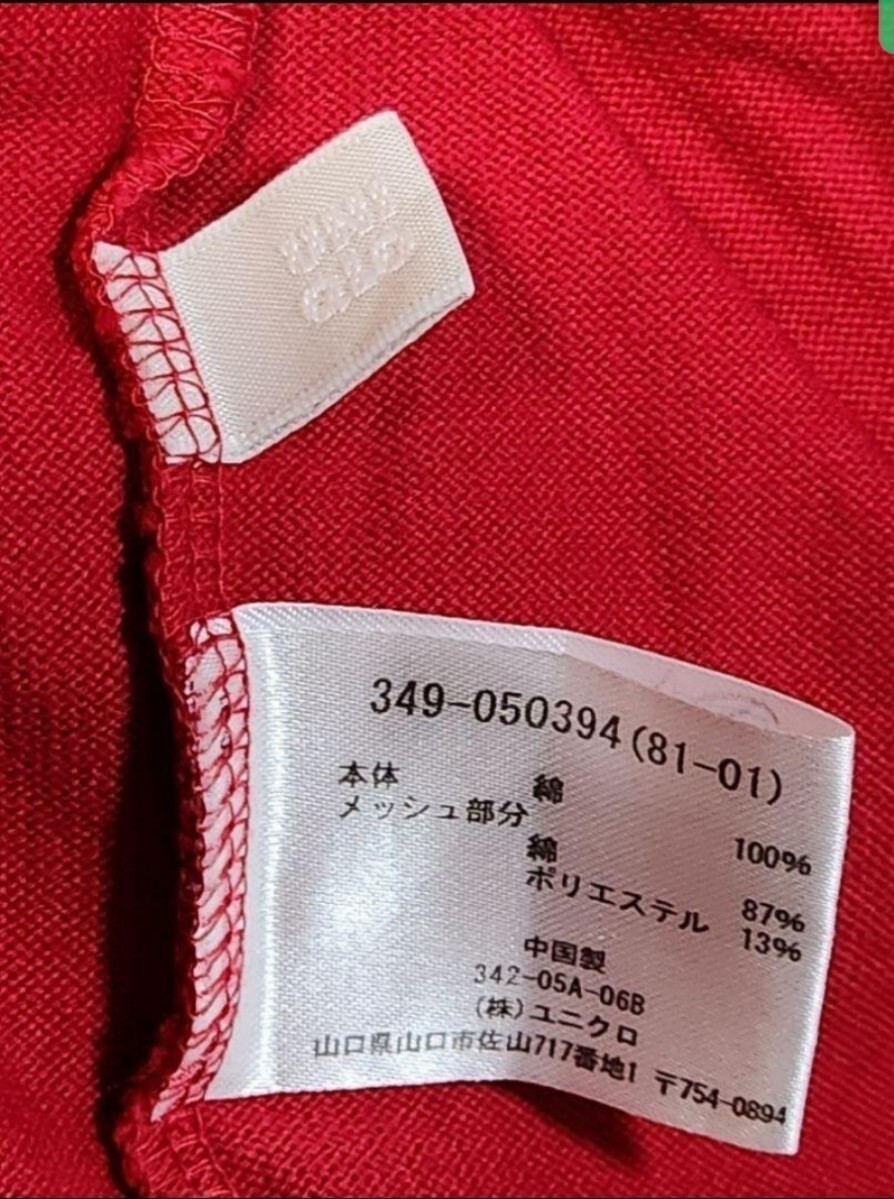 UNI
QLO
349-050394(81-01)
本体 綿 100%
メッシュ部分
綿 87%
ポリエステル 13%
中国製
342-05A-06B
(株)ユニクロ
山口県山口市佐山717番地1 〒754-0894